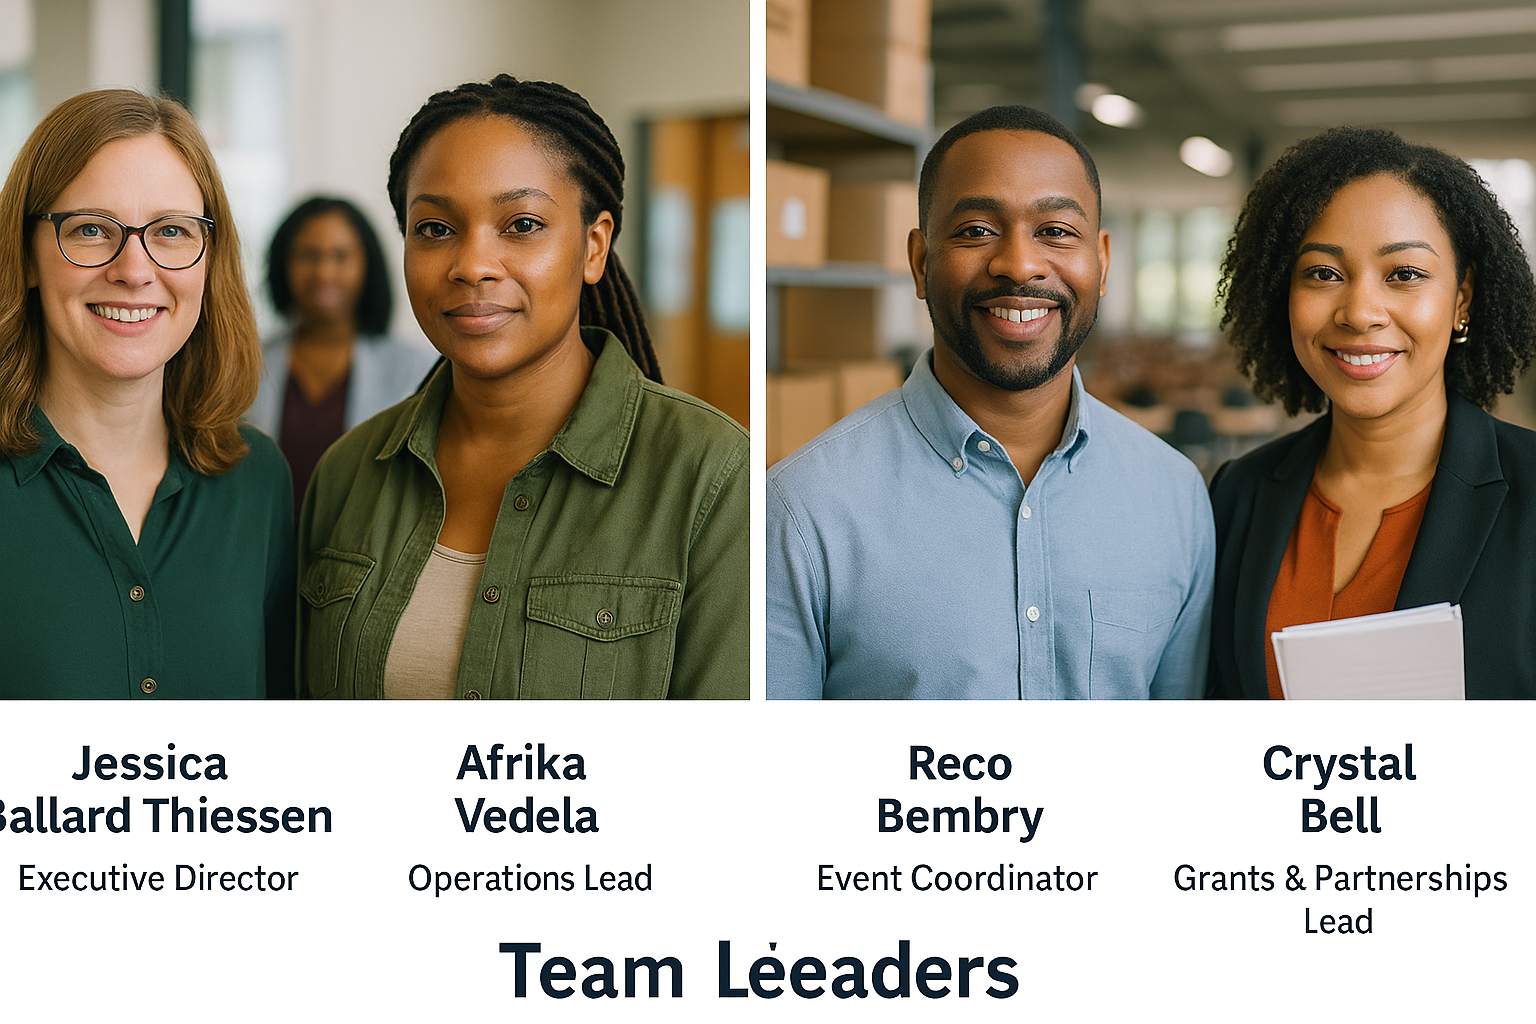 Jessica
Ballard Thiessen
Executive Director
Afrika
Vedela
Operations Lead
Reco
Bembry
Event Coordinator
Crystal
Bell
Grants & Partnerships
Lead
Team Lėeaders